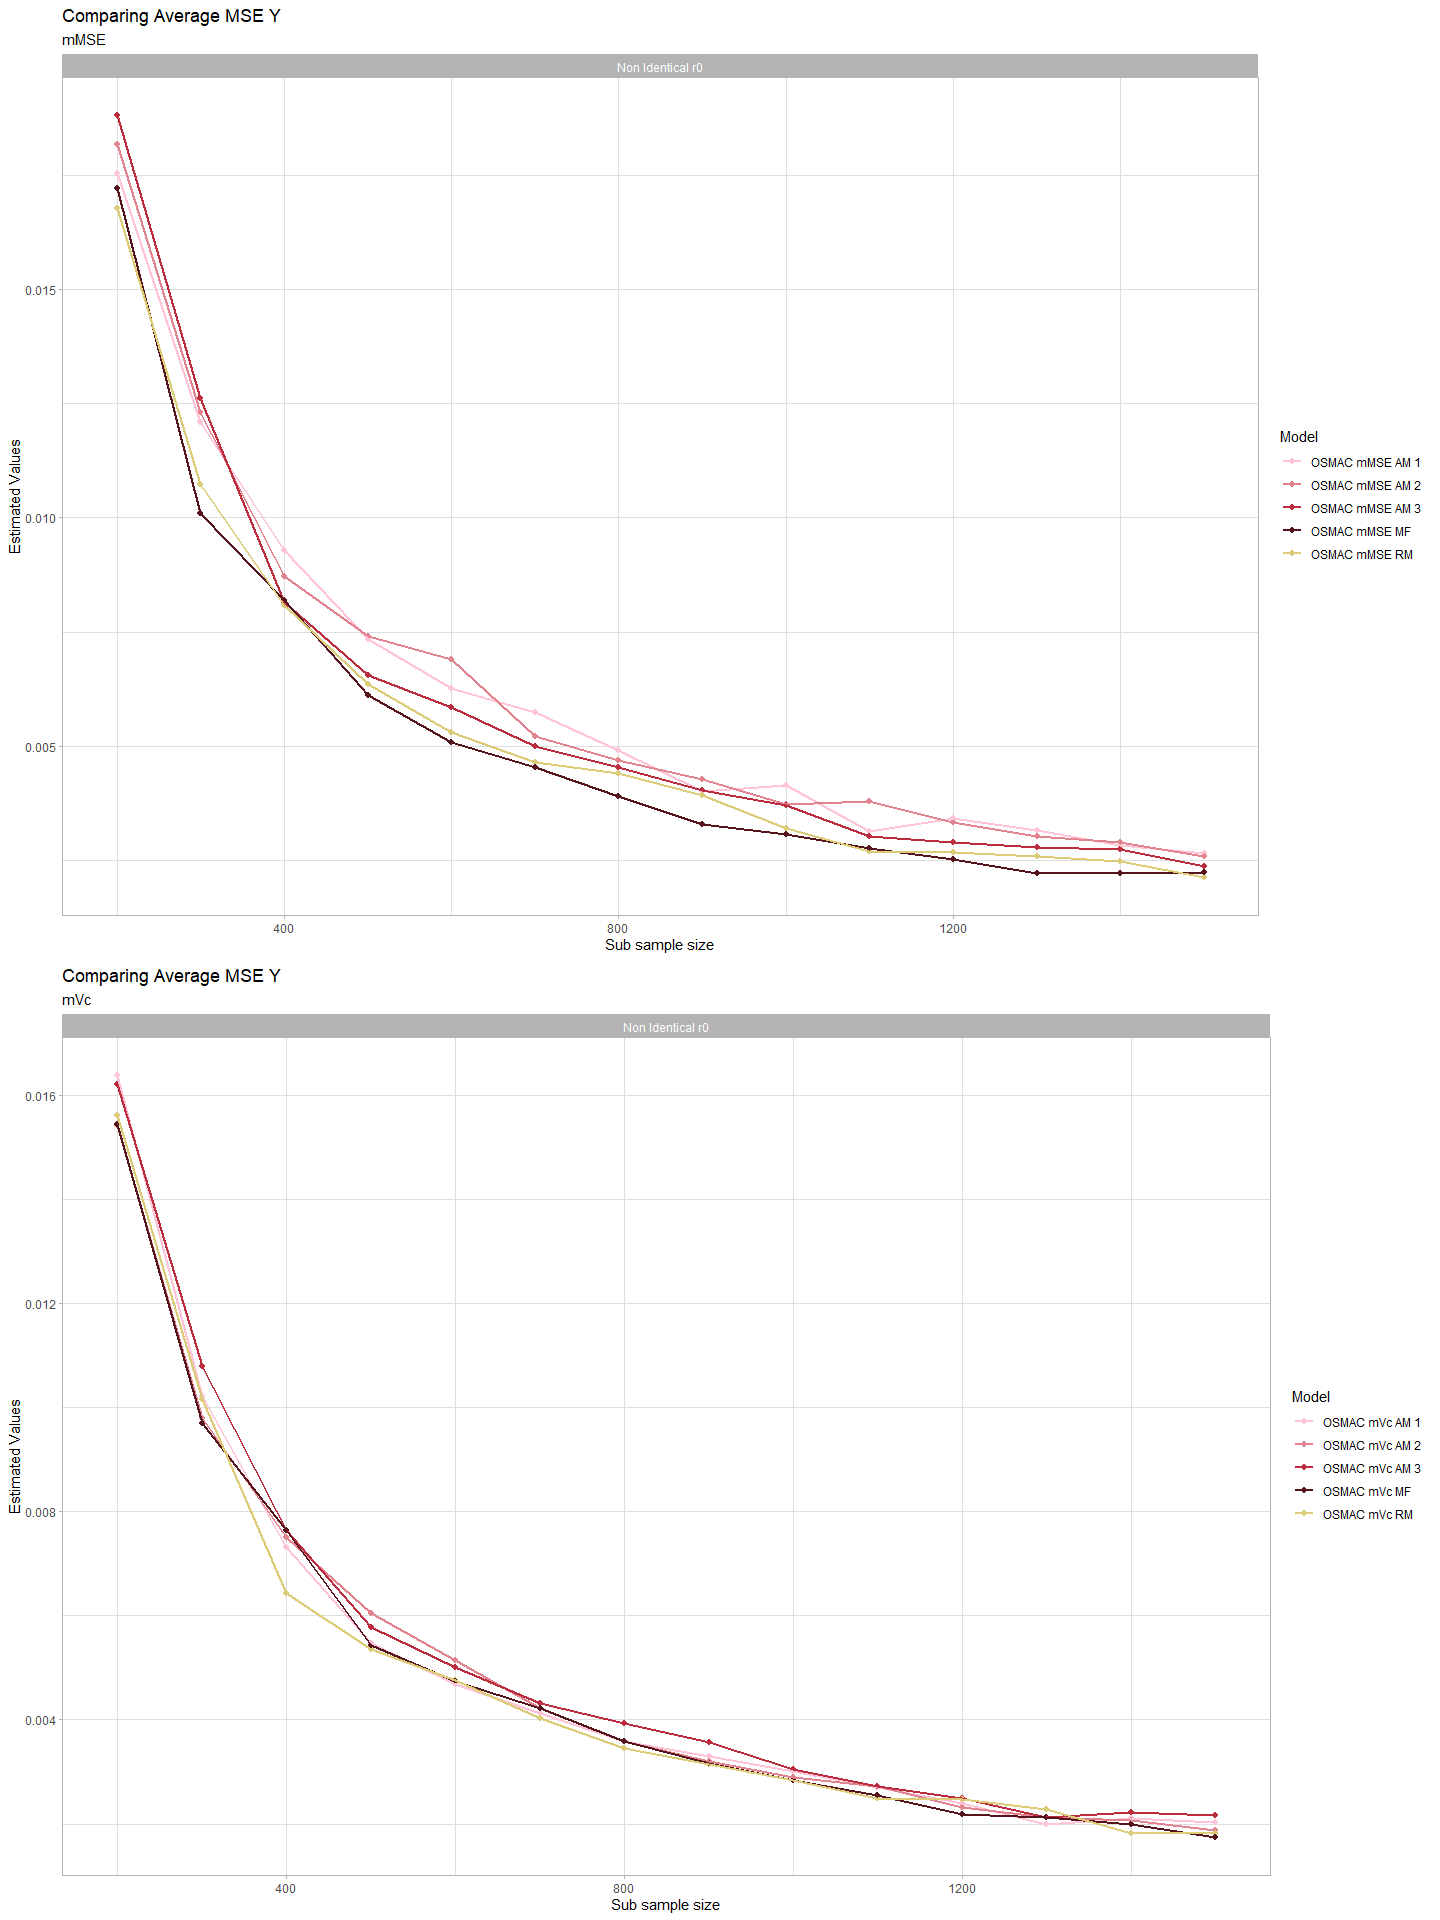 Comparing Average MSE Y
mMSE
Non Identical r0
0.015
0.010
0.005
Estimated Values
400
800
1200
Sub sample size
Model
OSMAC mMSE AM 1
OSMAC mMSE AM 2
OSMAC mMSE AM 3
OSMAC mMSE MF
OSMAC mMSE RM
Comparing Average MSE Y
mVc
Non Identical r0
0.016
0.012
0.008
0.004
Estimated Values
400
800
1200
Sub sample size
Model
OSMAC mVc AM 1
OSMAC mVc AM 2
OSMAC mVc AM 3
OSMAC mVc MF
OSMAC mVc RM